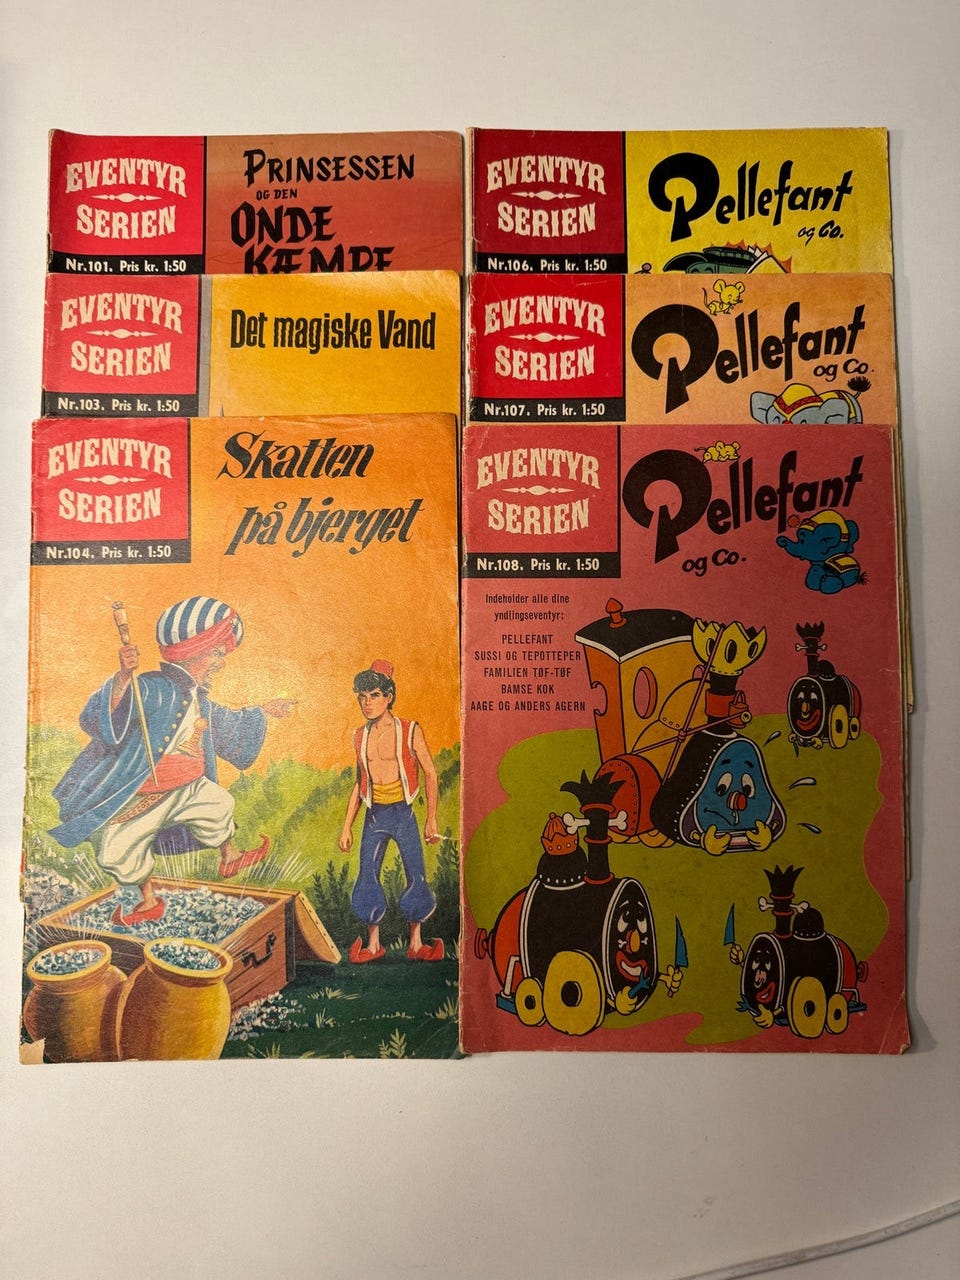 EVENTYR
SERIEN
Nr.101. Pris kr. 1:50
PRINSESSEN
OG DEN
ONDE
KÆMPE
EVENTYR
SERIEN
Nr.103. Pris kr. 1:50
Det magiske Vand
EVENTYR
SERIEN
Nr.104. Pris kr. 1:50
Skatten
på bjerget
EVENTYR
SERIEN
Nr.106. Pris kr. 1:50
Pellefant
og Co.
EVENTYR
SERIEN
Nr.107. Pris kr. 1:50
Pellefant
og Co.
EVENTYR
SERIEN
Nr.108. Pris kr. 1:50
Pellefant
og Co.
Indeholder alle dine
yndlingseventyr:
PELLEFANT
SUSSI OG TEPOTTEPER
FAMILIEN TØF-TØF
BAMSE KOK
AAGE OG ANDERS AGERN